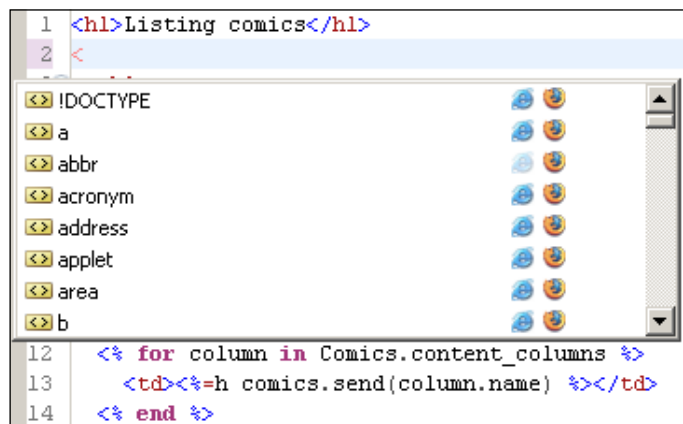 1 <h1>Listing comics</h1>
2 <
!DOCTYPE
a
abbr
acronym
address
applet
area
b
12 <% for column in Comics.content_columns %>
13 <td><%=h comics.send(column.name) %></td>
14 <% end %>